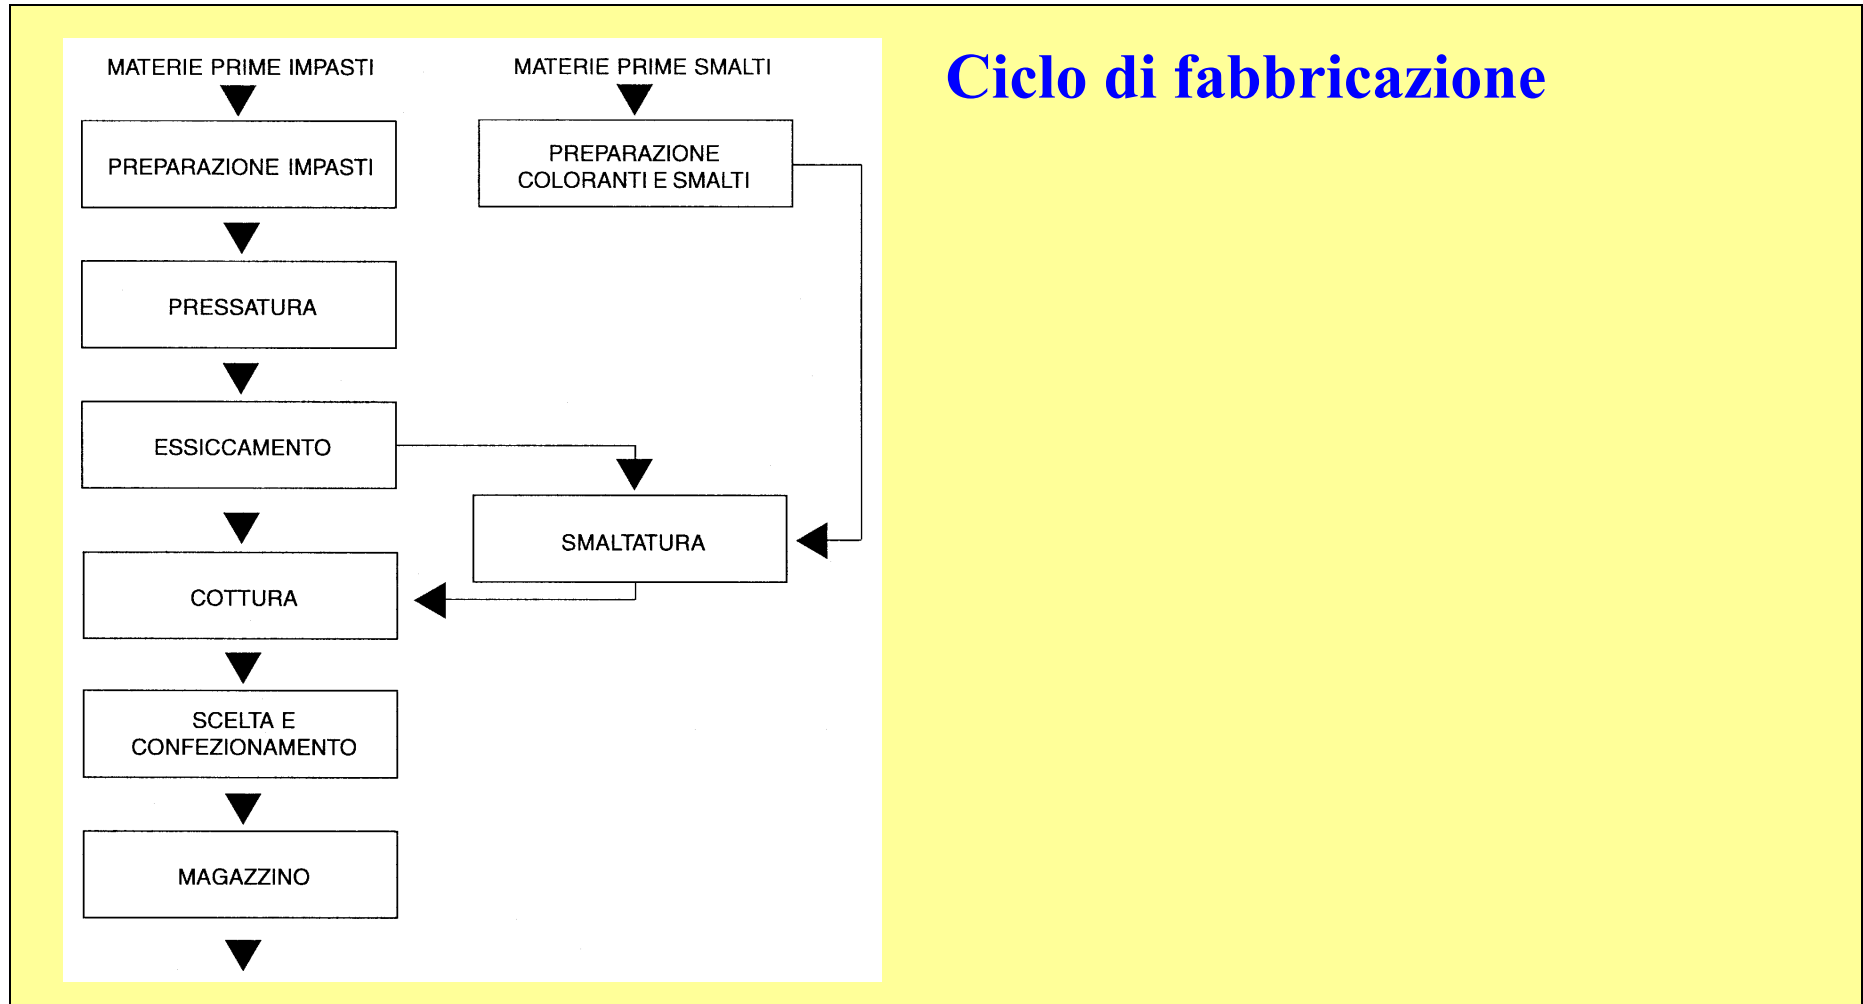 Ciclo di fabbricazione
MATERIE PRIME IMPASTI
MATERIE PRIME SMALTI
PREPARAZIONE IMPASTI
PREPARAZIONE
COLORANTI E SMALTI
PRESSATURA
ESSICCAMENTO
SMALTATURA
COTTURA
SCELTA E
CONFEZIONAMENTO
MAGAZZINO